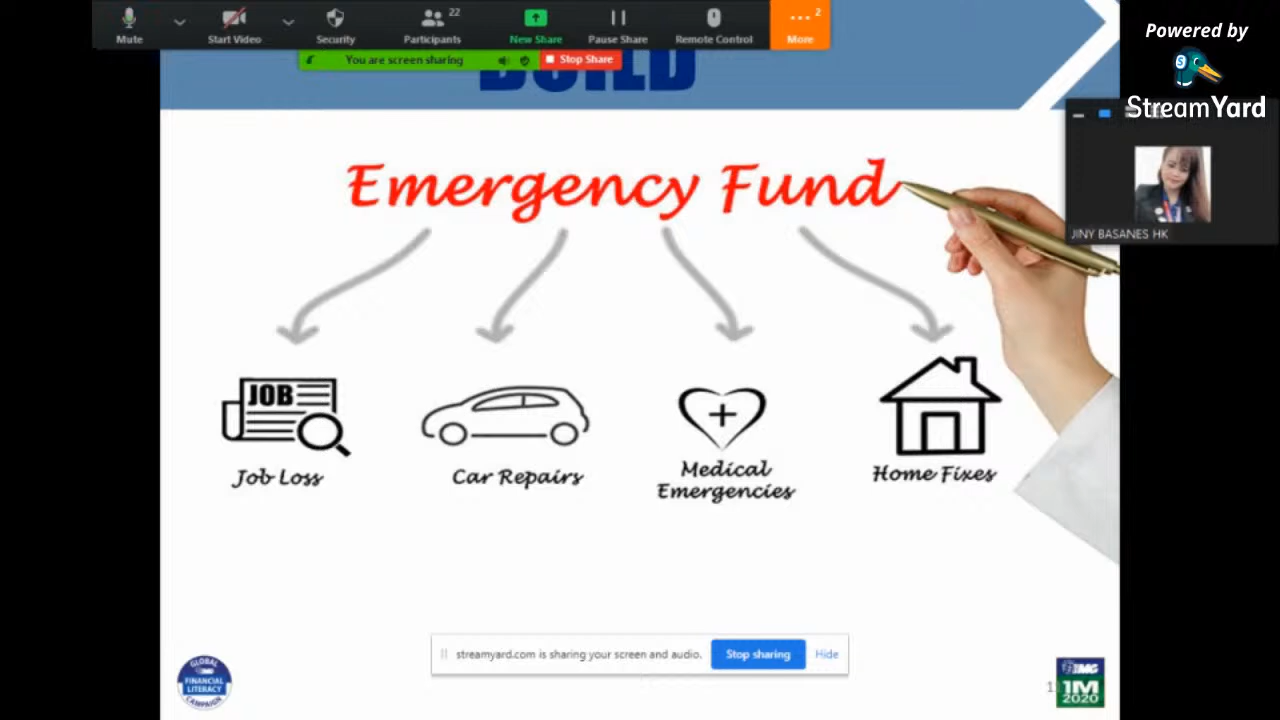 22
2
Mute
Start Video
Security
Participants
New Share
Pause Share
Remote Control
More
You are screen sharing
Stop Share
BUILD
Powered by
StreamYard
JINY BASANES HK
Emergency Fund
JOB
Job Loss
Car Repairs
Medical
Emergencies
Home Fixes
streamyard.com is sharing your screen and audio.
Stop sharing
Hide
GLOBAL
FINANCIAL
LITERACY
CAMPAIGN
IMG
1M
2020